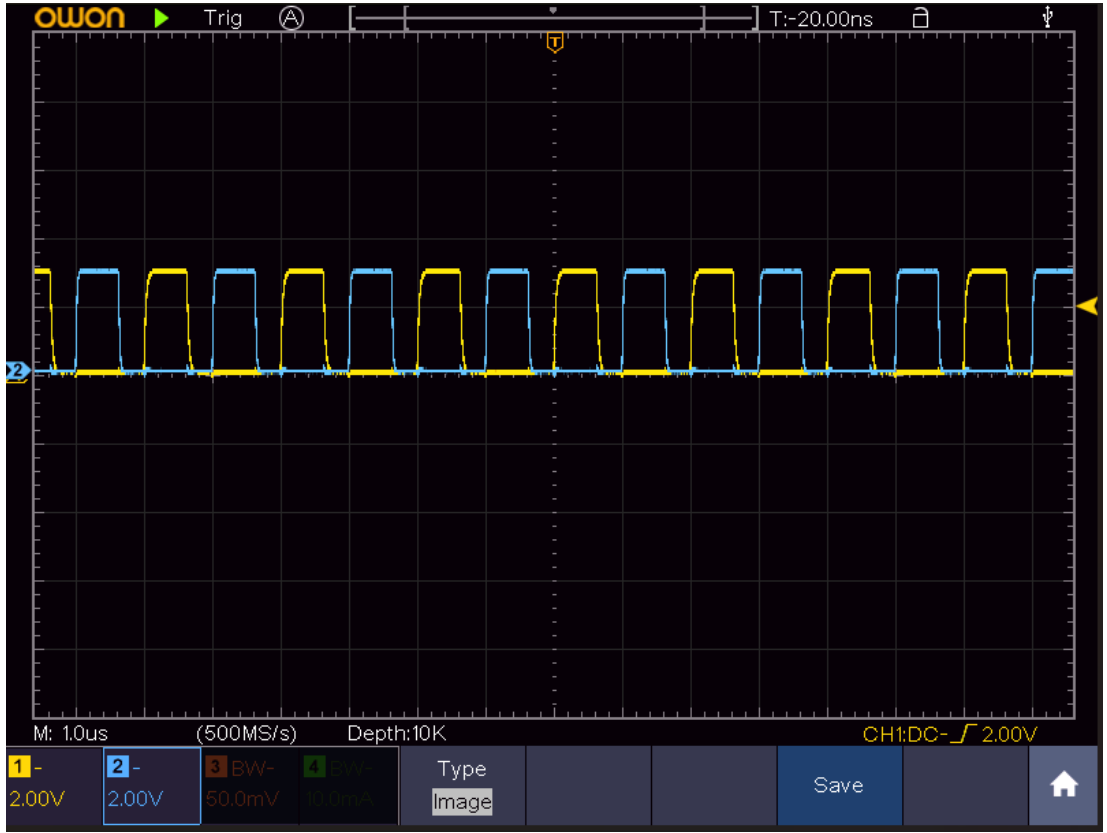 owon Trig A T:-20.00ns
T
2
M: 1.0us (500MS/s) Depth:10K CH1:DC- 2.00V
1 - 2 - 3 BW- 4 BW- Type
2.00V 2.00V 50.0mV 10.0mA Image Save